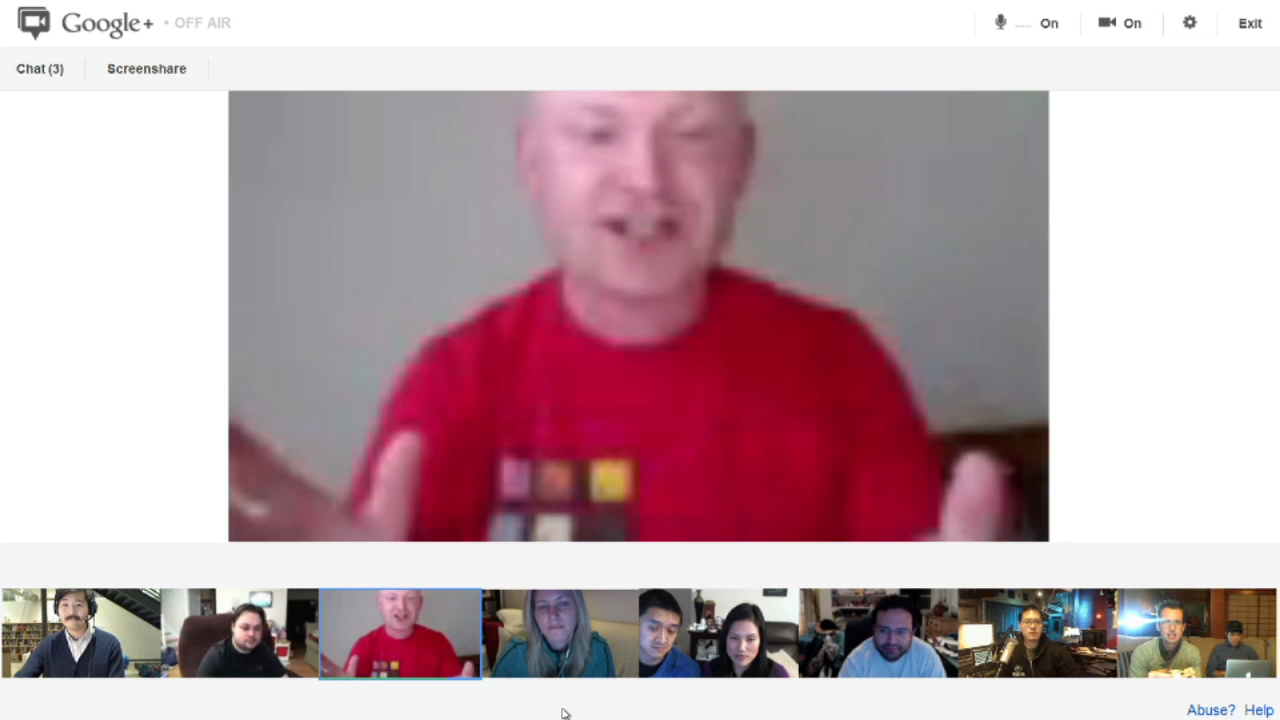 Google+ • OFF AIR
On
On
Exit
Chat (3)
Screenshare
Abuse? Help